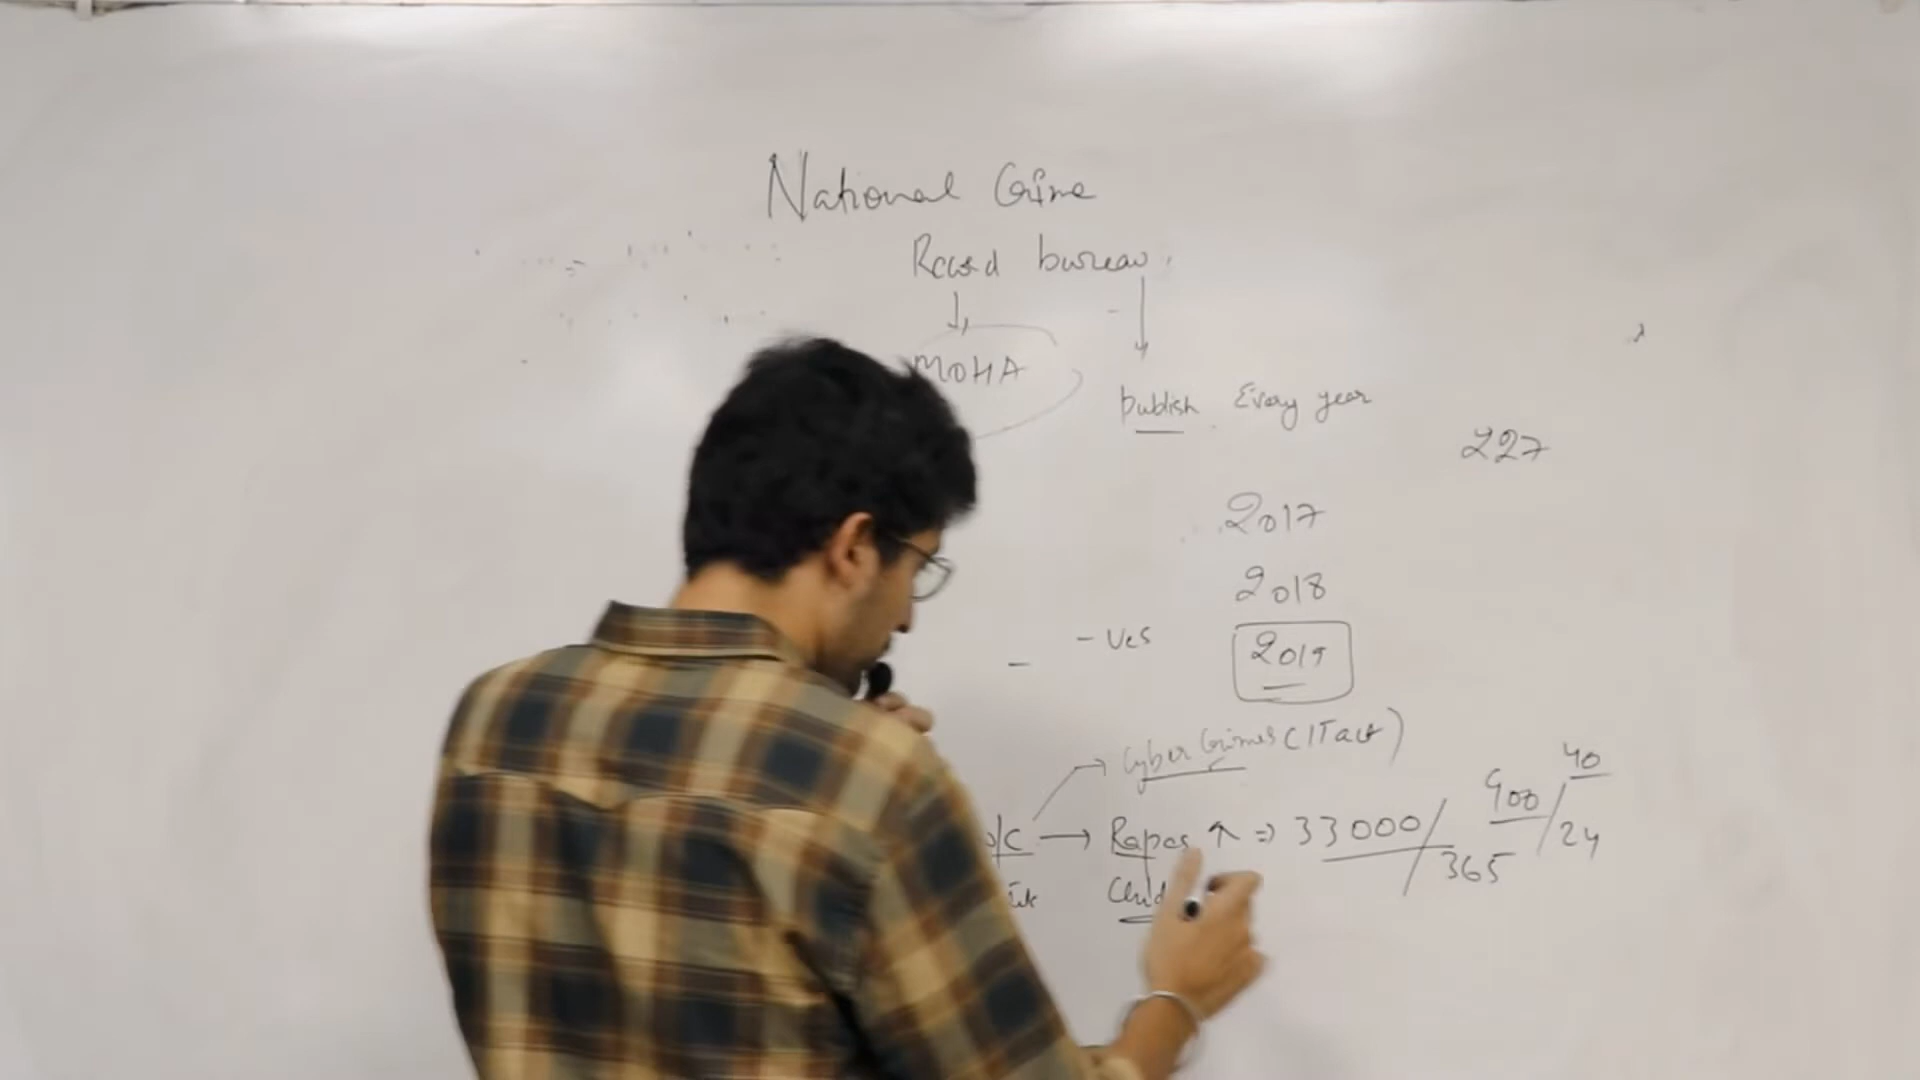 National Crime
Record bureau
MOHA
publish Every year
227
2017
2018
2019
Cyber Crimes (IT act)
Rapes ↑ => 33000/365 900/24 40